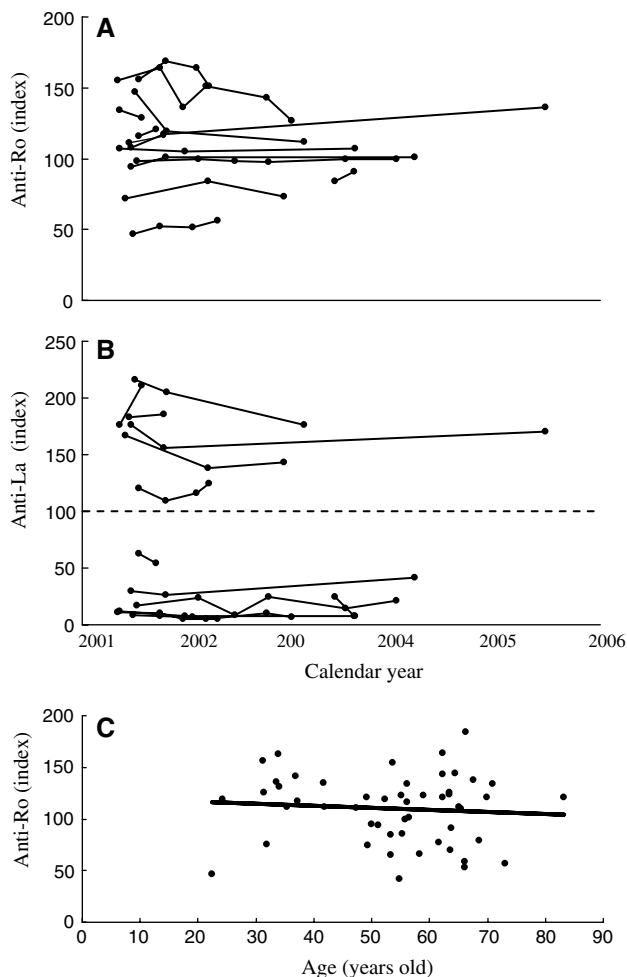 A
200
150
100
50
0
Anti-Ro (index)
B
250
200
150
100
50
0
Anti-La (index)
2001 2002 200 2004 2005 2006
Calendar year
C
200
150
100
50
0
Anti-Ro (index)
0 10 20 30 40 50 60 70 80 90
Age (years old)